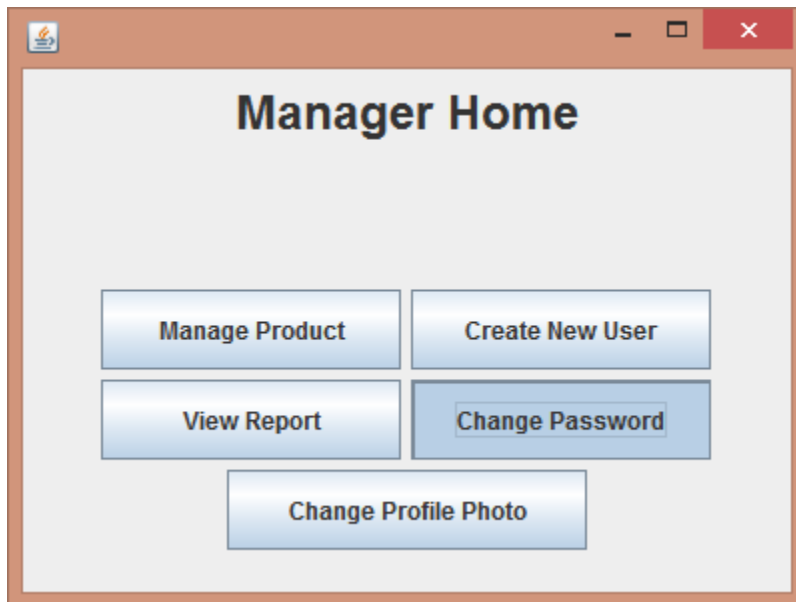 Manager Home
Manage Product
Create New User
View Report
Change Password
Change Profile Photo